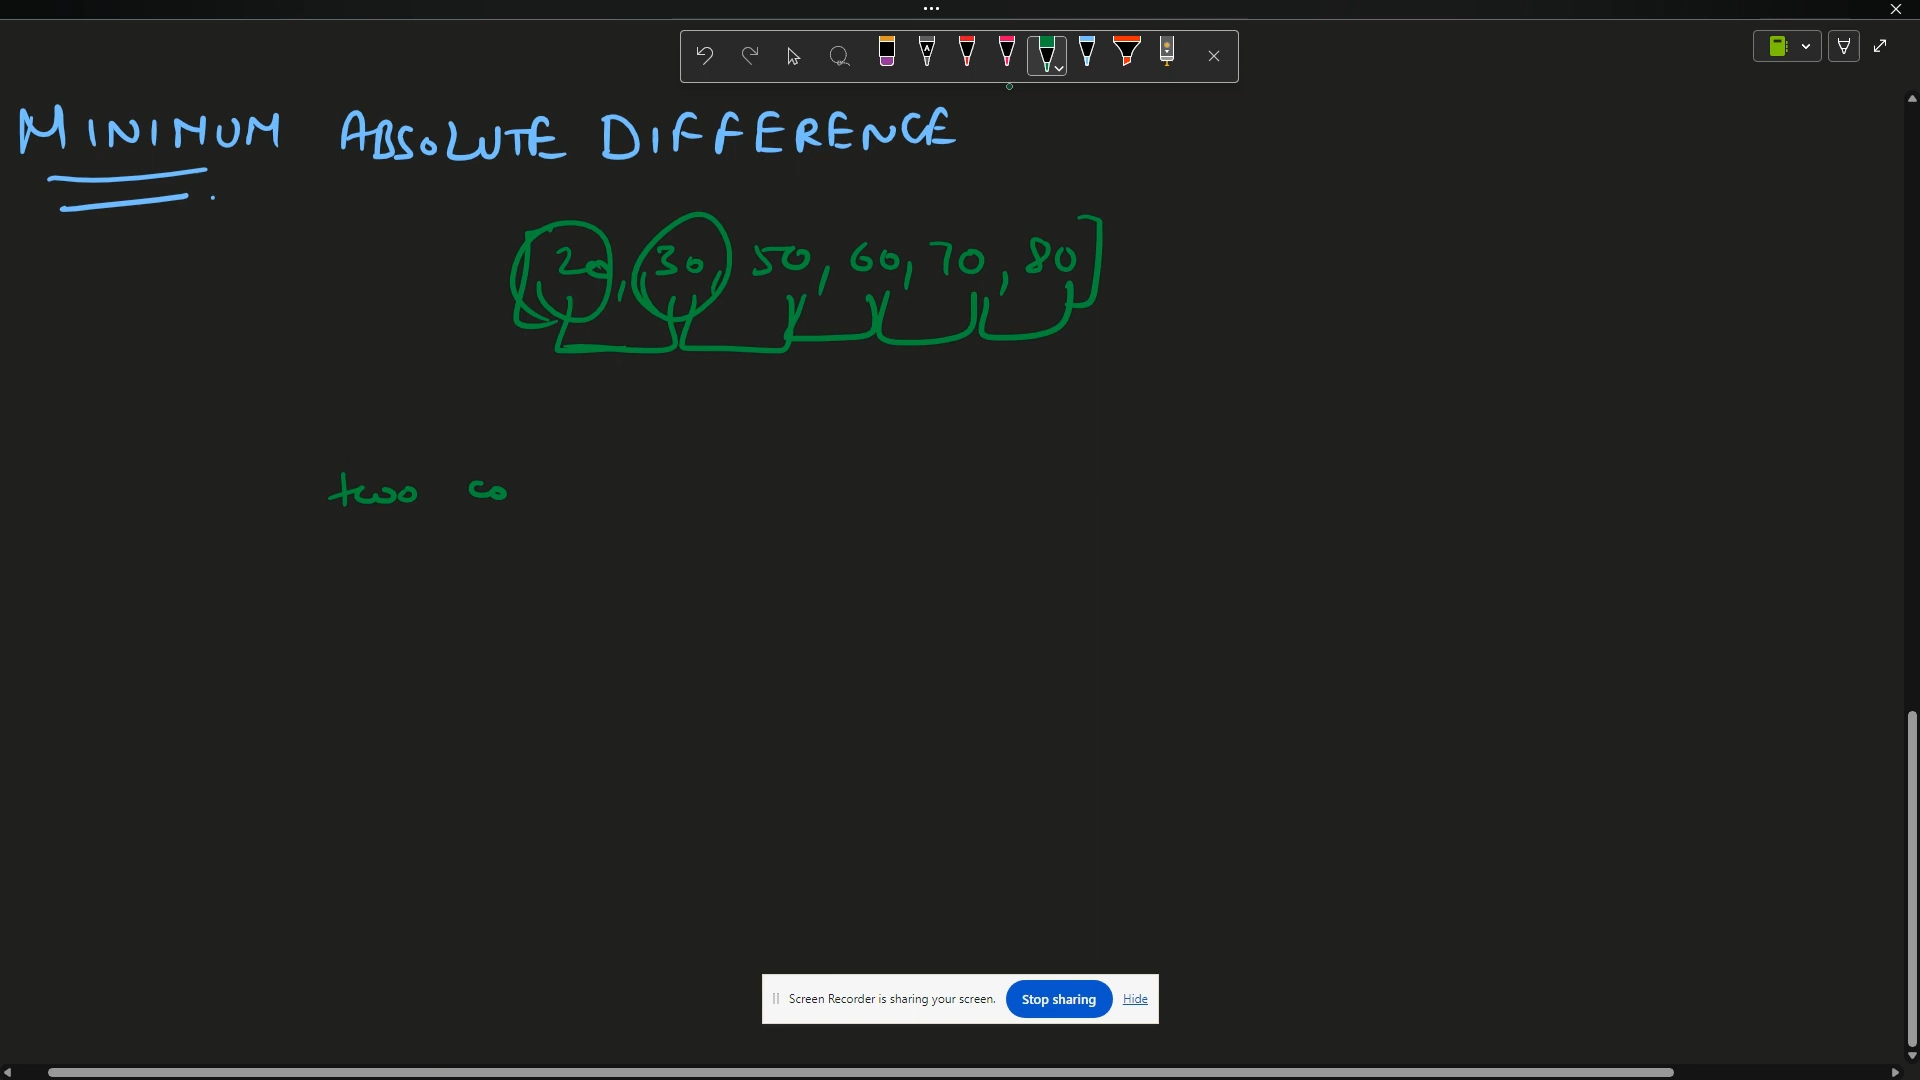 MINIMUM ABSOLUTE DIFFERENCE
[20, 30, 50, 60, 70, 80]
two co
Screen Recorder is sharing your screen. Stop sharing Hide